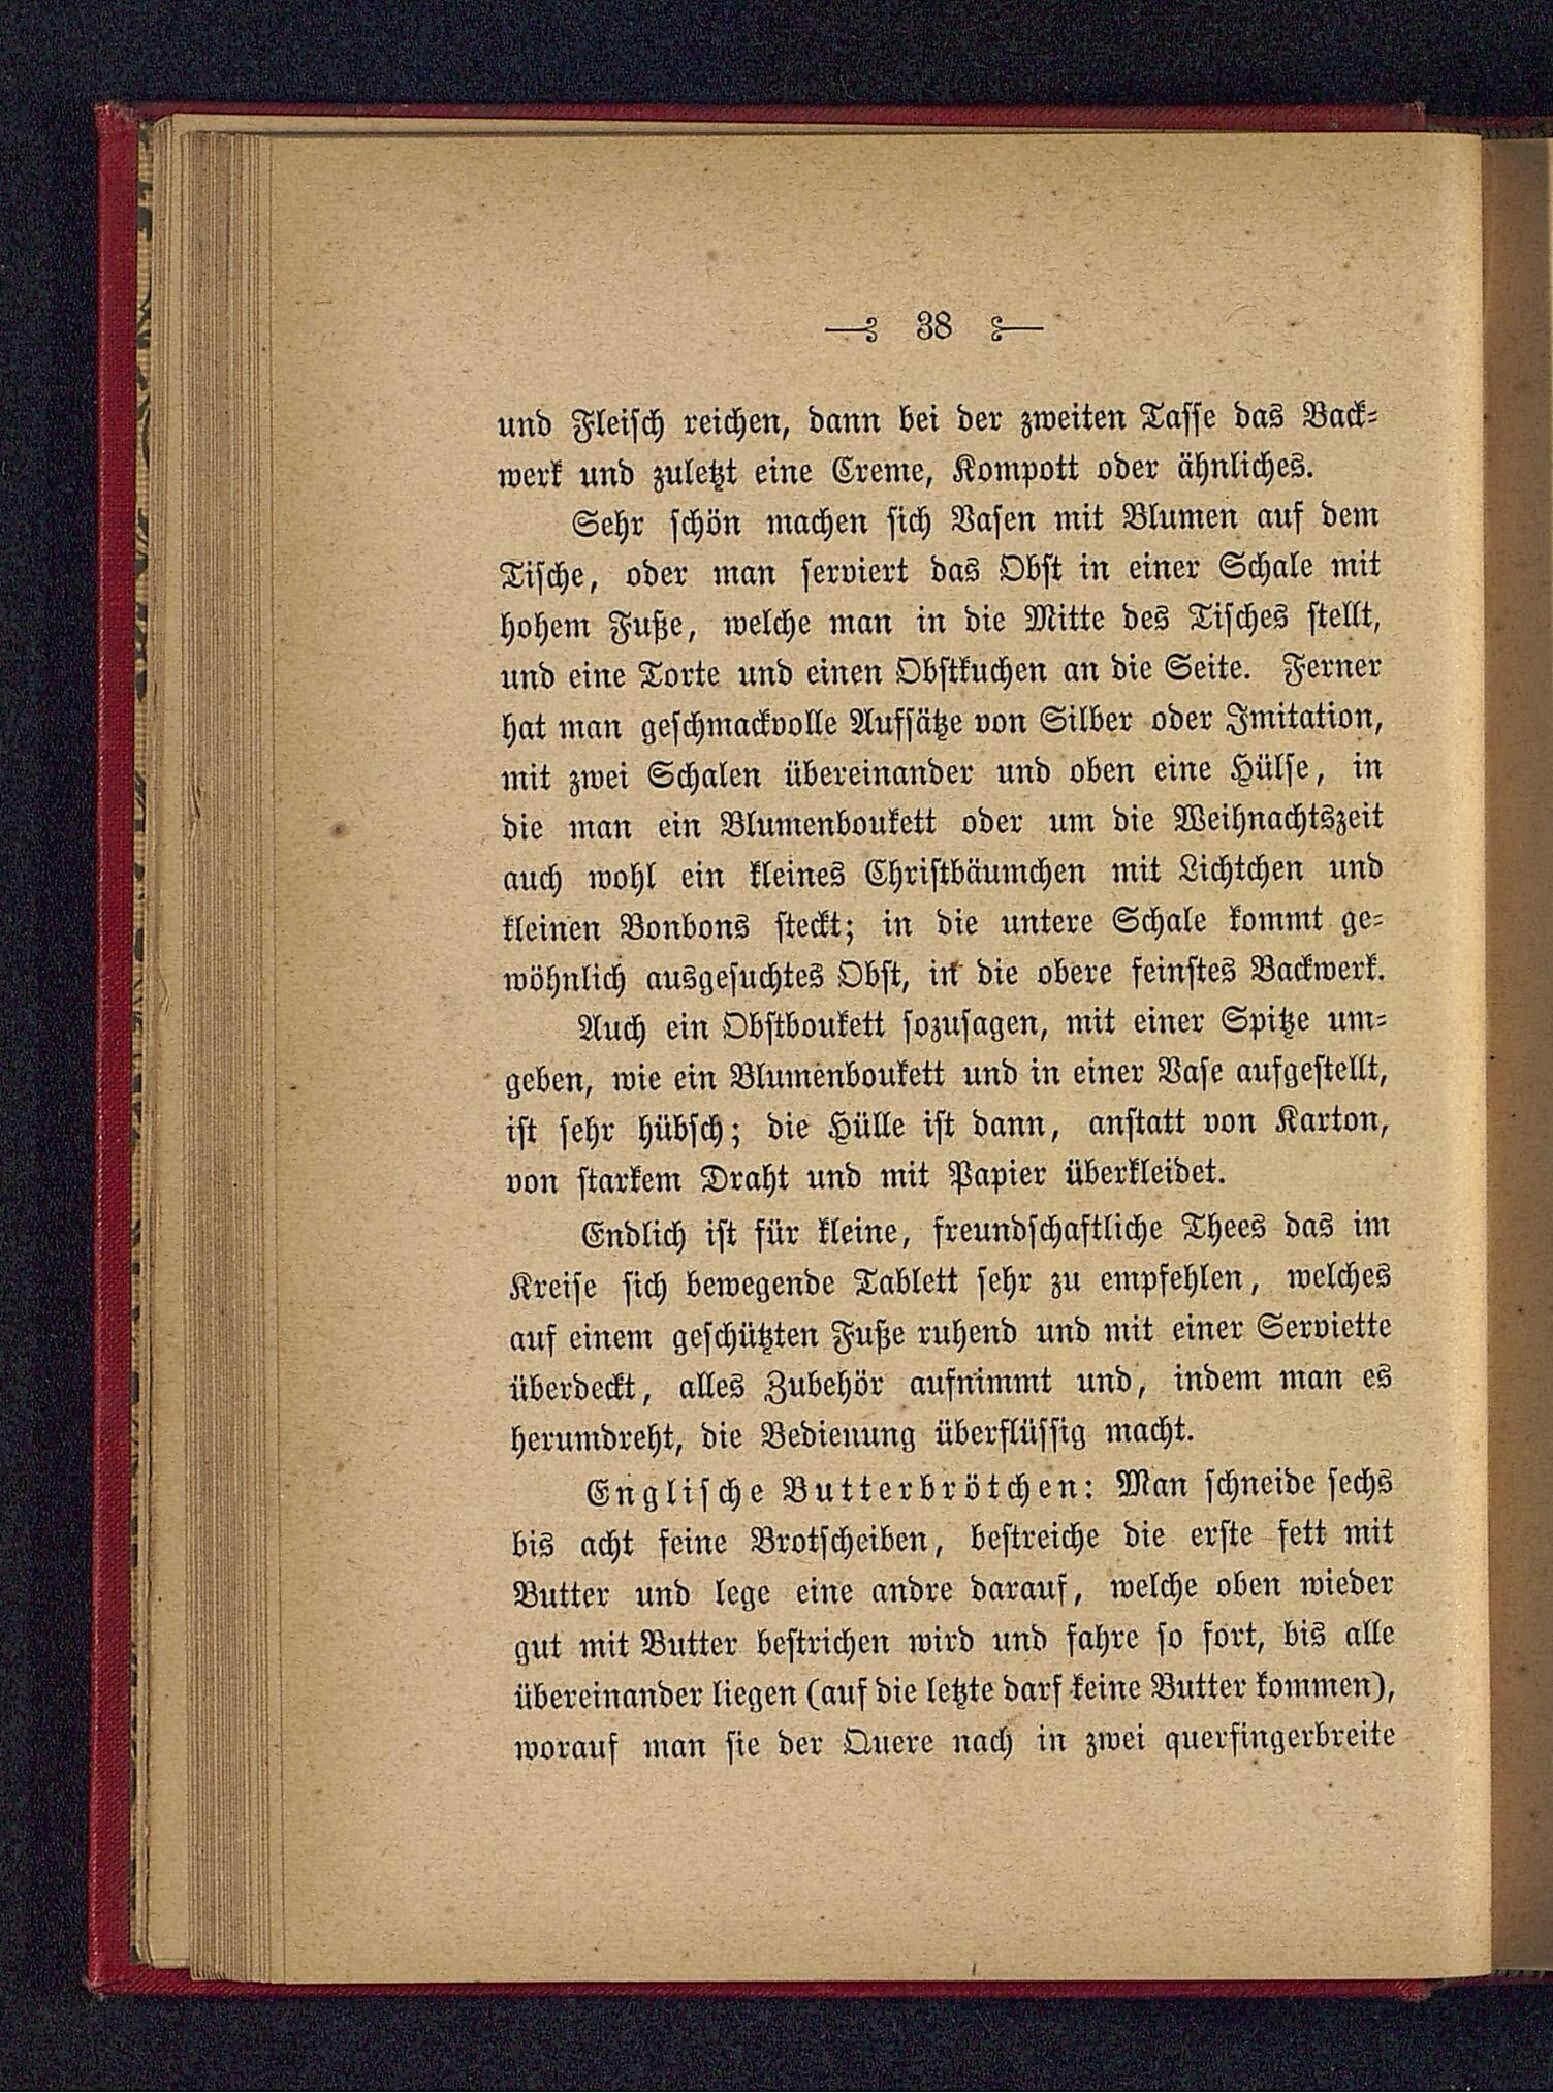 38
und Fleisch reichen, dann bei der zweiten Tasse das Back-
werk und zuletzt eine Creme, Kompott oder ähnliches.
Sehr schön machen sich Vasen mit Blumen auf dem
Tische, oder man serviert das Obst in einer Schale mit
hohem Fuße, welche man in die Mitte des Tisches stellt,
und eine Torte und einen Obstkuchen an die Seite. Ferner
hat man geschmackvolle Aufsätze von Silber oder Imitation,
mit zwei Schalen übereinander und oben eine Hülse, in
die man ein Blumenboukett oder um die Weihnachtszeit
auch wohl ein kleines Christbäumchen mit Lichtchen und
kleinen Bonbons steckt; in die untere Schale kommt ge-
wöhnlich ausgesuchtes Obst, in die obere feinstes Backwerk.
Auch ein Obstboukett sozusagen, mit einer Spitze um-
geben, wie ein Blumenboukett und in einer Vase aufgestellt,
ist sehr hübsch; die Hülle ist dann, anstatt von Karton,
von starkem Draht und mit Papier überkleidet.
Endlich ist für kleine, freundschaftliche Thees das im
Kreise sich bewegende Tablett sehr zu empfehlen, welches
auf einem geschützten Fuße ruhend und mit einer Serviette
überdeckt, alles Zubehör aufnimmt und, indem man es
herumdreht, die Bedienung überflüssig macht.
Englische Butterbrötchen: Man schneide sechs
bis acht feine Brotscheiben, bestreiche die erste fett mit
Butter und lege eine andre darauf, welche oben wieder
gut mit Butter bestrichen wird und fahre so fort, bis alle
übereinander liegen (auf die letzte darf keine Butter kommen),
worauf man sie der Quere nach in zwei querfingerbreite